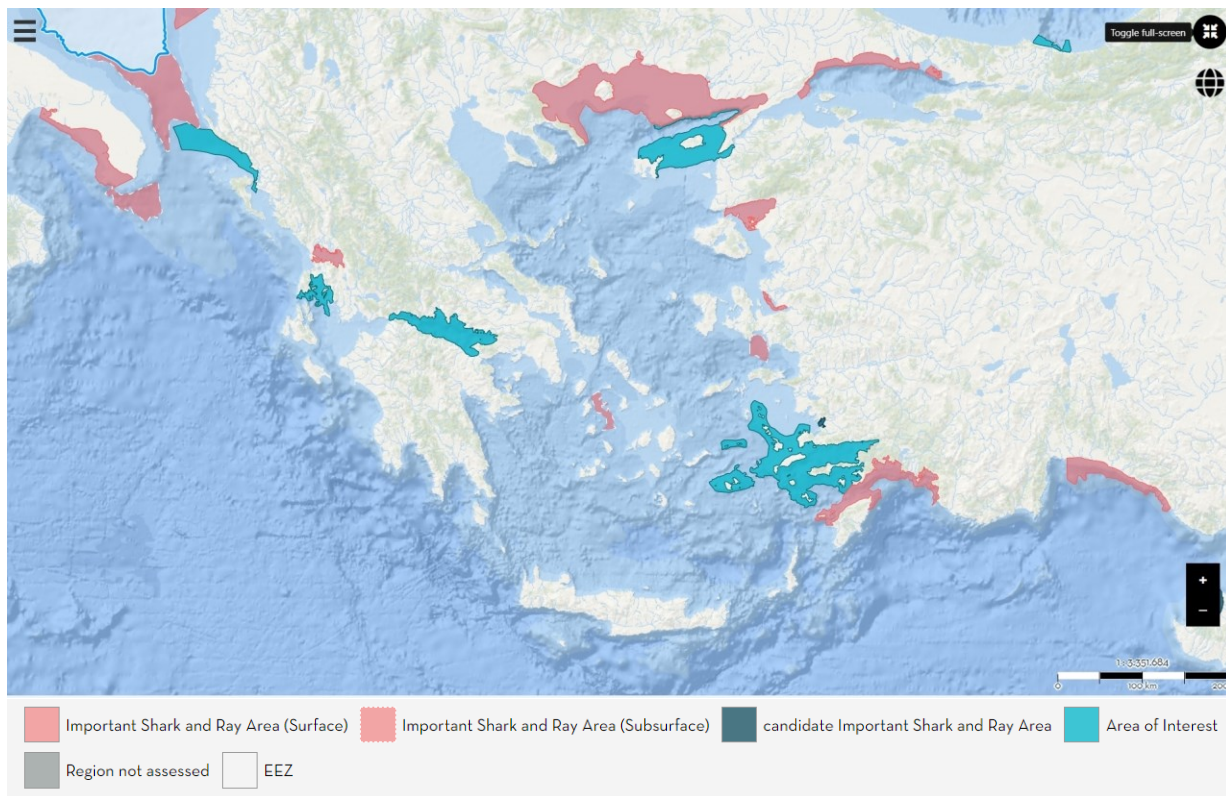 Toggle full-screen
+
–
1 : 3,351,684
0 100 km 200
Important Shark and Ray Area (Surface) Important Shark and Ray Area (Subsurface) candidate Important Shark and Ray Area Area of Interest
Region not assessed EEZ